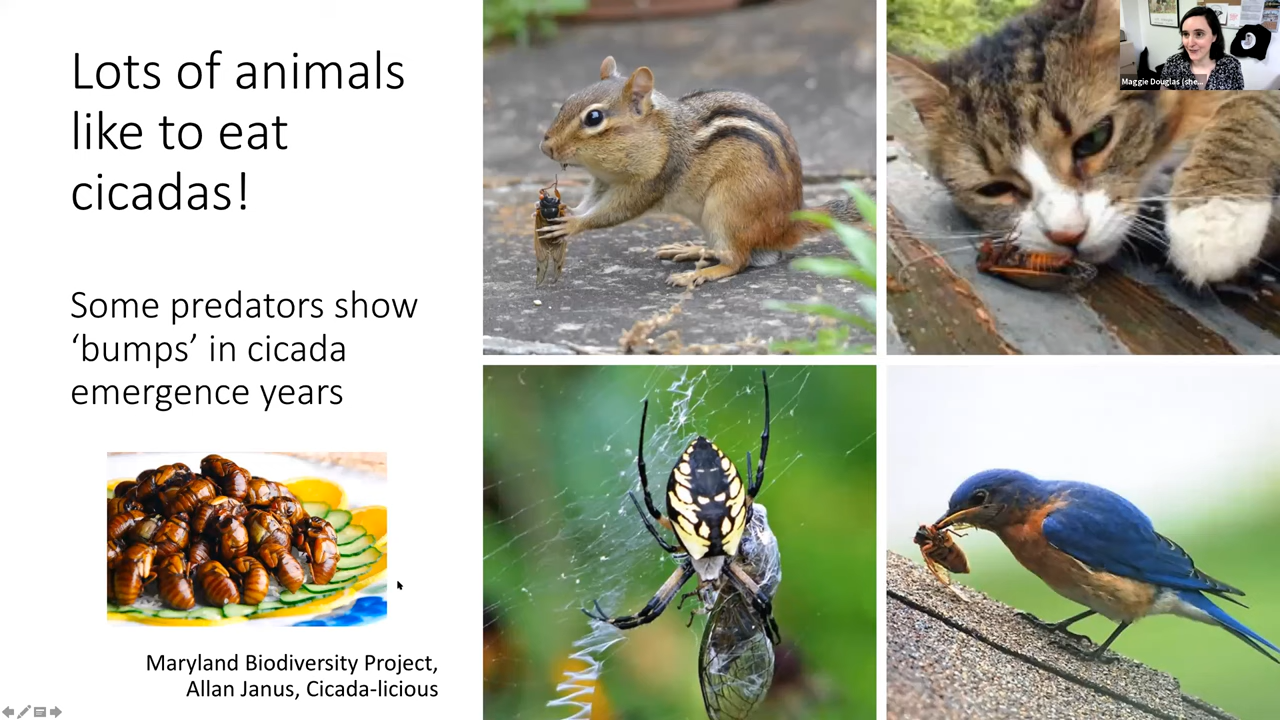 Lots of animals
like to eat
cicadas!
Some predators show
‘bumps’ in cicada
emergence years
Maryland Biodiversity Project,
Allan Janus, Cicada-licious
Maggie Douglas (she...